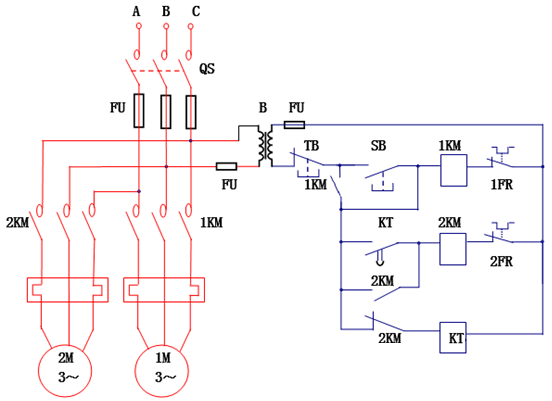 A B C
QS
FU
B FU
TB SB 1KM
FU
1KM 1FR
2KM 1KM
KT 2KM
2FR
2KM
2KM KT
2M 1M
3～ 3～